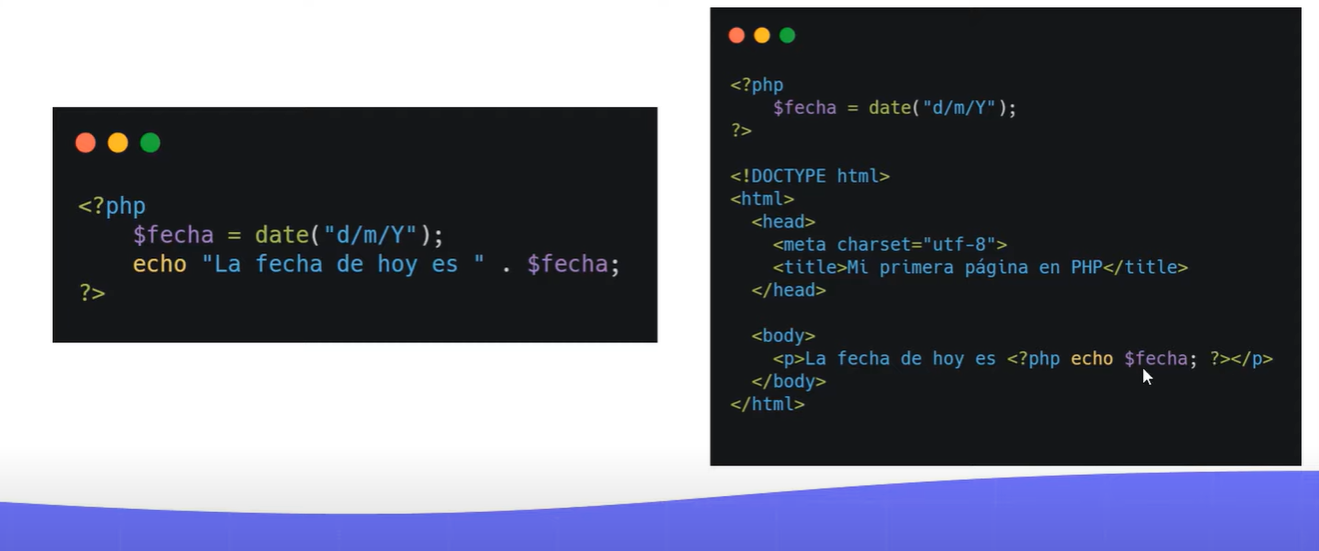 <?php
    $fecha = date("d/m/Y");
    echo "La fecha de hoy es " . $fecha;
?>
<?php
    $fecha = date("d/m/Y");
?>
<!DOCTYPE html>
<html>
  <head>
    <meta charset="utf-8">
    <title>Mi primera página en PHP</title>
  </head>
  <body>
    <p>La fecha de hoy es <?php echo $fecha; ?></p>
  </body>
</html>